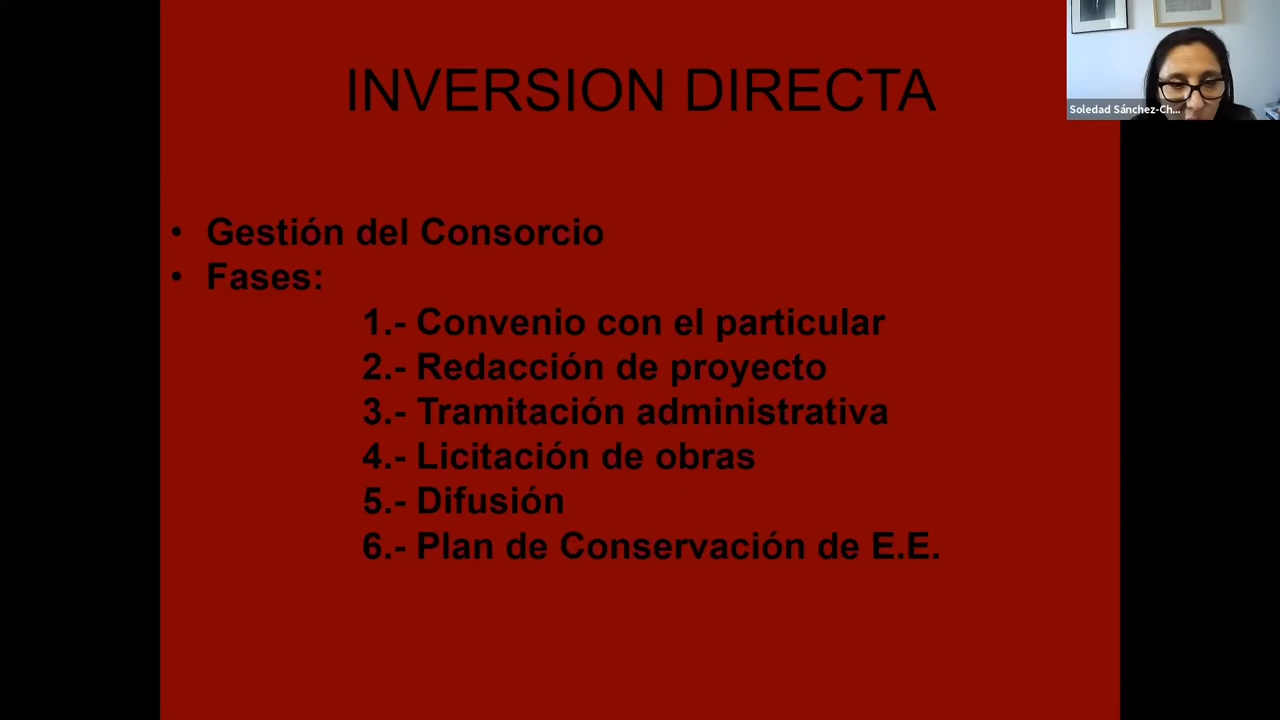 INVERSION DIRECTA
Soledad Sánchez-Ch...
• Gestión del Consorcio
• Fases:
1.- Convenio con el particular
2.- Redacción de proyecto
3.- Tramitación administrativa
4.- Licitación de obras
5.- Difusión
6.- Plan de Conservación de E.E.